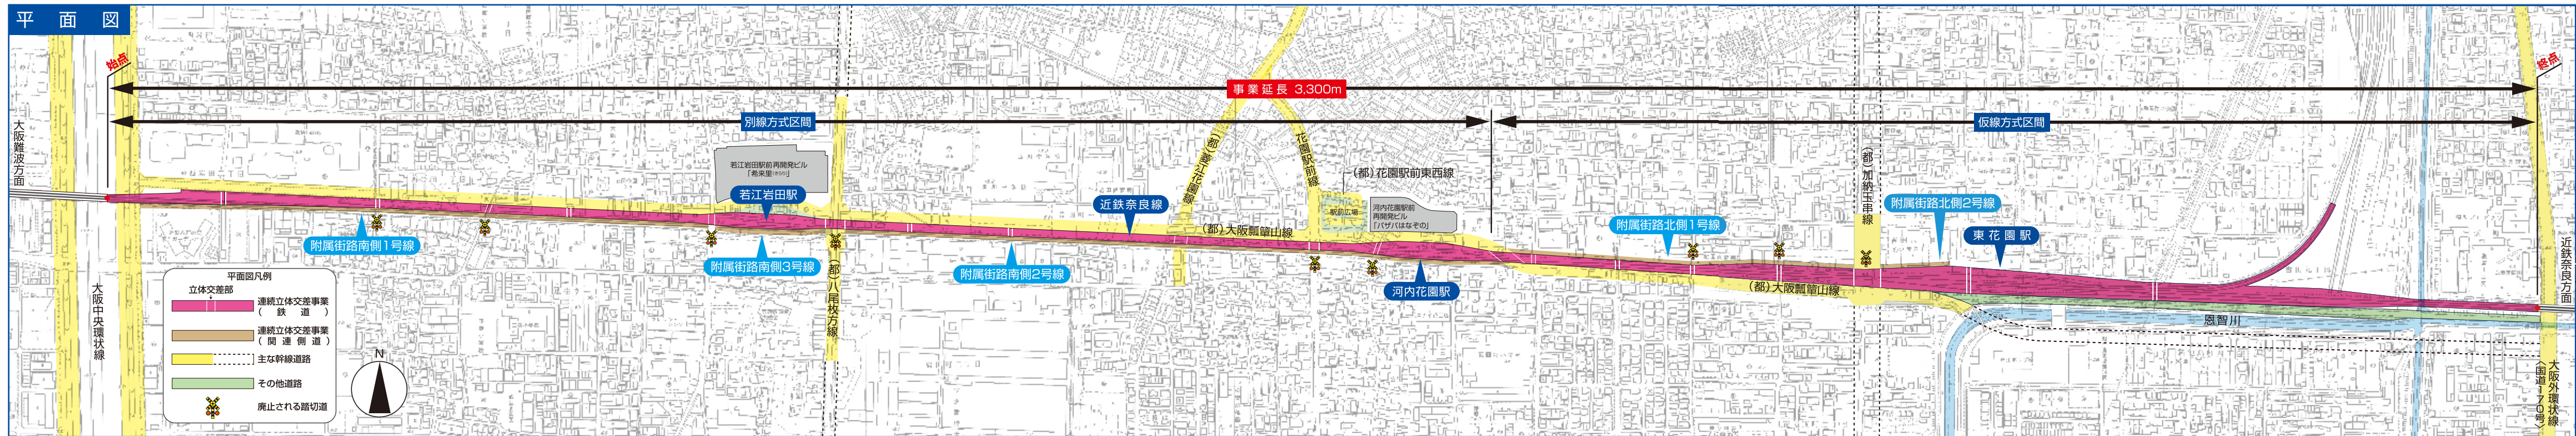 平面図
始点
終点
事業延長 3,300m
別線方式区間
仮線方式区間
大阪難波方面
大阪中央環状線
若江岩田駅前再開発ビル
「希来里(きらり)」
若江岩田駅
近鉄奈良線
(都)菱江花園線
花園駅前線
(都)花園駅前東西線
駅前広場
河内花園駅前
再開発ビル
「パザパはなぞの」
(都)加納玉串線
附属街路北側1号線
附属街路北側2号線
東花園駅
近鉄奈良方面
附属街路南側1号線
附属街路南側3号線
(都)八尾枚方線
附属街路南側2号線
(都)大阪瓢箪山線
河内花園駅
(都)大阪瓢箪山線
恩智川
大阪外環状線
(国道170号)
平面図凡例
立体交差部
連続立体交差事業
(鉄道)
連続立体交差事業
(関連側道)
主な幹線道路
その他道路
廃止される踏切道
N